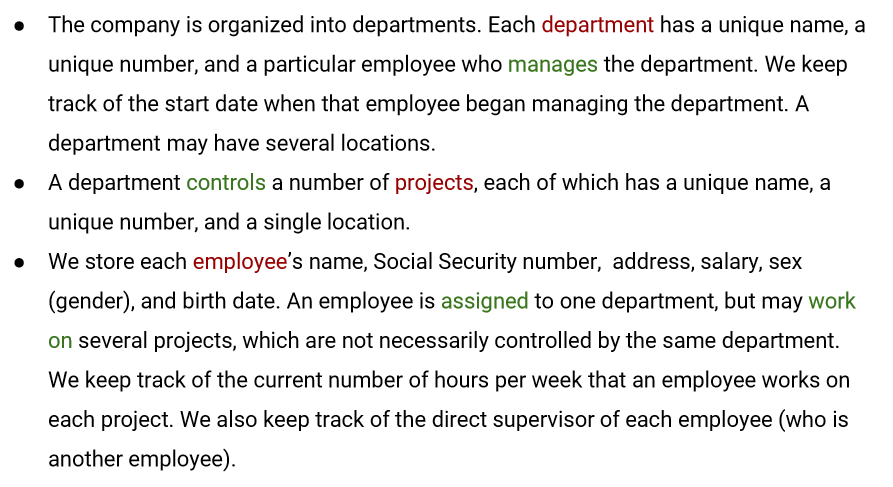 ● The company is organized into departments. Each department has a unique name, a
unique number, and a particular employee who manages the department. We keep
track of the start date when that employee began managing the department. A
department may have several locations.
● A department controls a number of projects, each of which has a unique name, a
unique number, and a single location.
● We store each employee’s name, Social Security number,  address, salary, sex
(gender), and birth date. An employee is assigned to one department, but may work
on several projects, which are not necessarily controlled by the same department.
We keep track of the current number of hours per week that an employee works on
each project. We also keep track of the direct supervisor of each employee (who is
another employee).